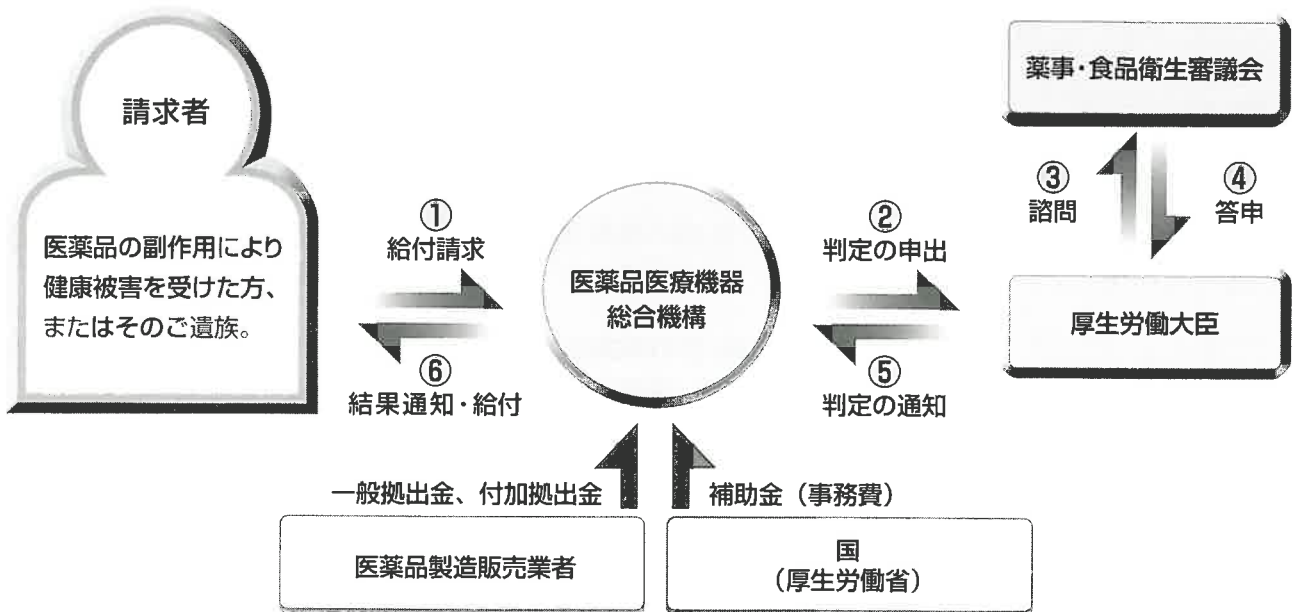 請求者
医薬品の副作用により
健康被害を受けた方、
またはそのご遺族。
①
給付請求
⑥
結果通知・給付
医薬品医療機器
総合機構
②
判定の申出
⑤
判定の通知
薬事・食品衛生審議会
③
諮問
④
答申
厚生労働大臣
一般拠出金、付加拠出金
補助金（事務費）
医薬品製造販売業者
国
（厚生労働省）